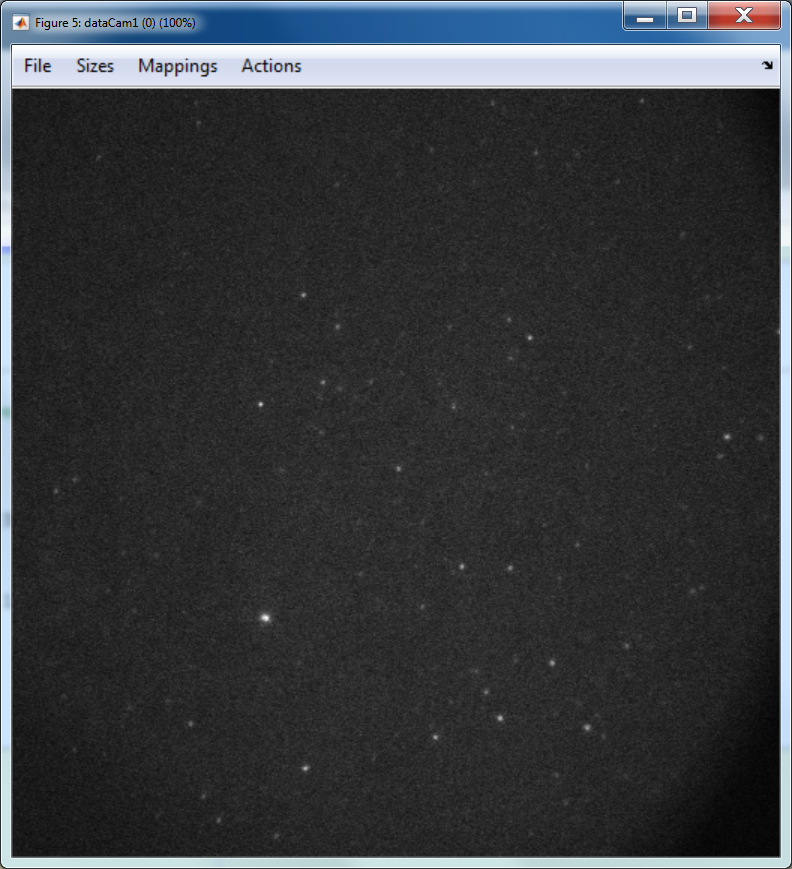 Figure 5: dataCam1 (0) (100%)
File Sizes Mappings Actions